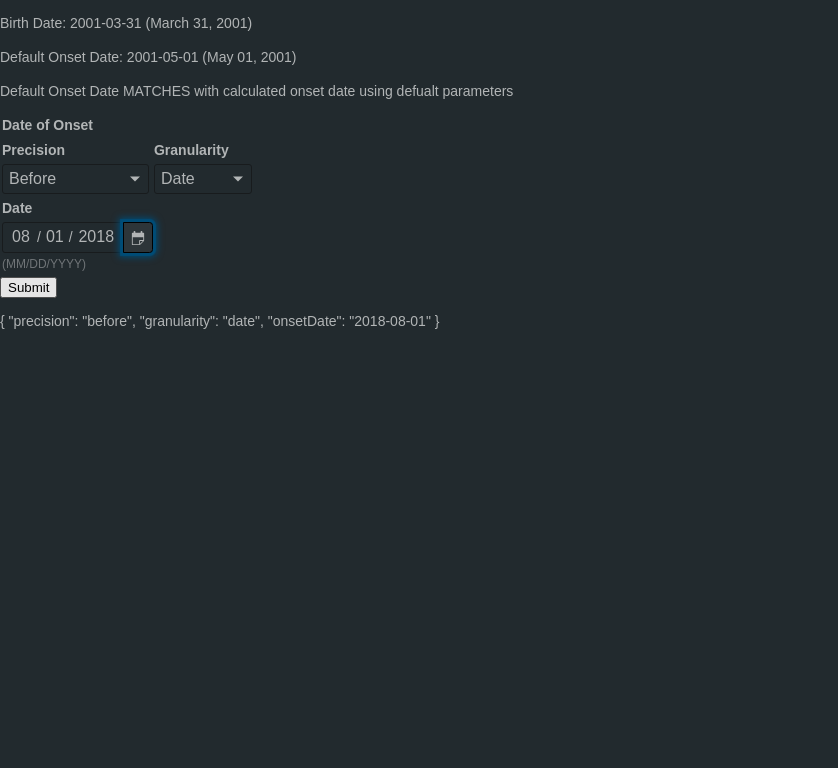 Birth Date: 2001-03-31 (March 31, 2001)
Default Onset Date: 2001-05-01 (May 01, 2001)
Default Onset Date MATCHES with calculated onset date using defualt parameters
Date of Onset
Precision Granularity
Before Date
Date
08 / 01 / 2018
(MM/DD/YYYY)
Submit
{ "precision": "before", "granularity": "date", "onsetDate": "2018-08-01" }